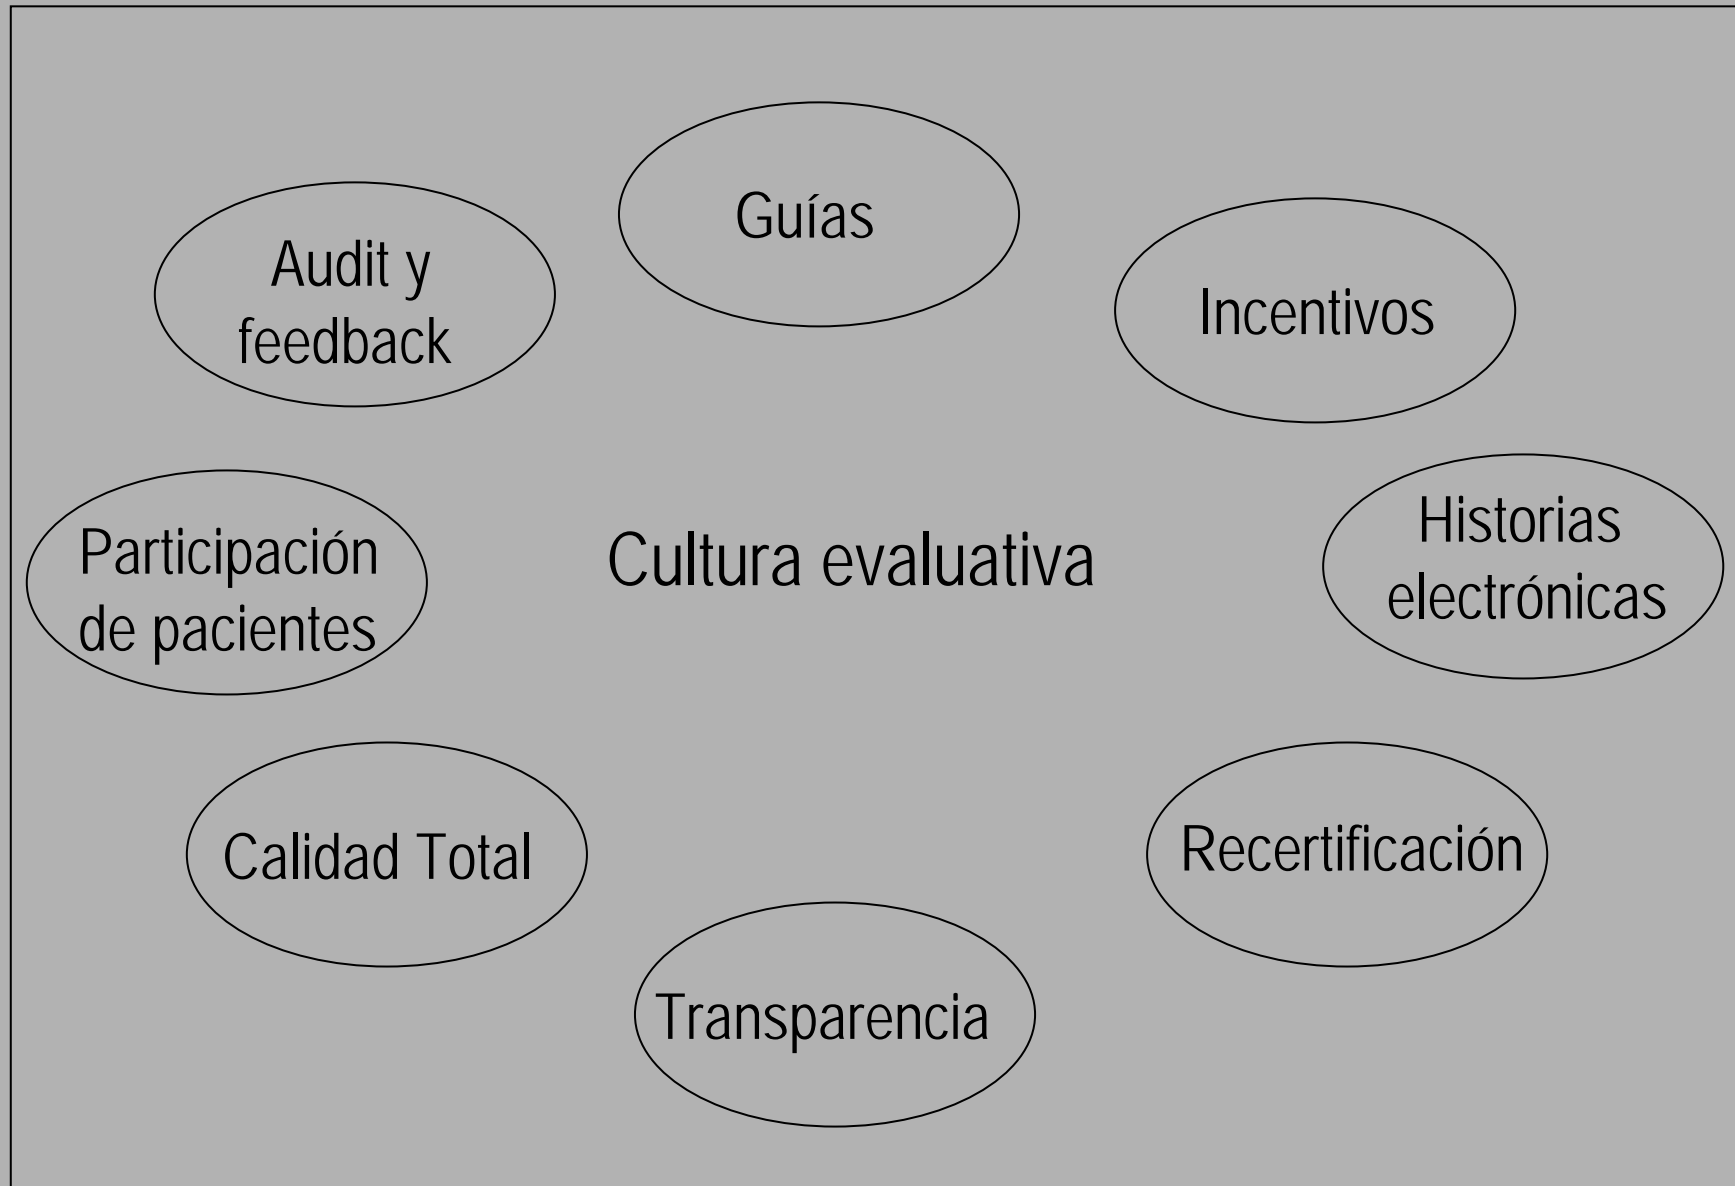 Guías
Audit y
feedback
Incentivos
Participación
de pacientes
Cultura evaluativa
Historias
electrónicas
Calidad Total
Recertificación
Transparencia